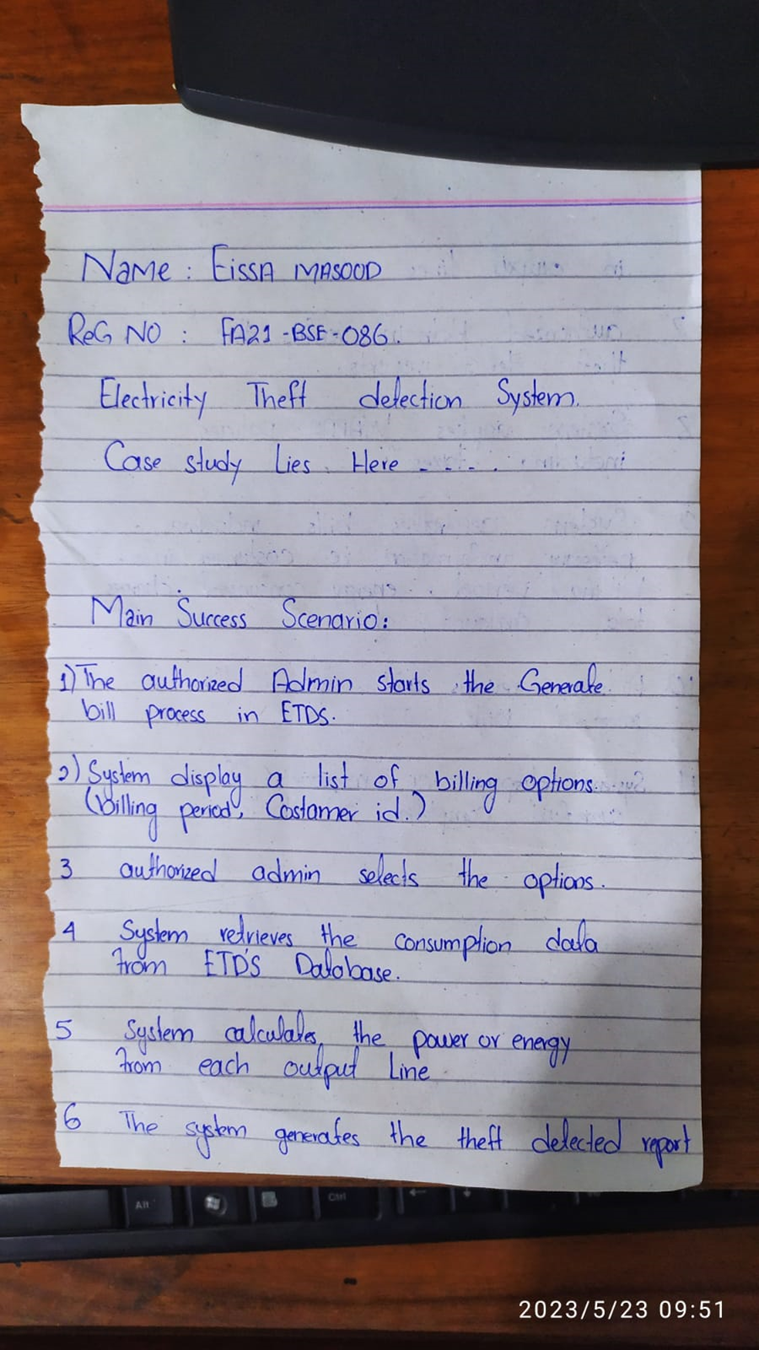 Name : Eissa MASOOD
ReG NO : FA21-BSE-086.
Electricity Theft detection System.
Case study Lies Here - - - .
Main Success Scenario:
1) The authorized Admin starts the Generate
bill process in ETDS.
2) System display a list of billing options.
(billing period, Costamer id.)
3 authorized admin selects the options.
4 System retrieves the consumption data
from ETDS Database.
5 System calculates, the power or energy
from each output Line
6 The system generates the theft detected report
Alt
Ctrl
2023/5/23 09:51